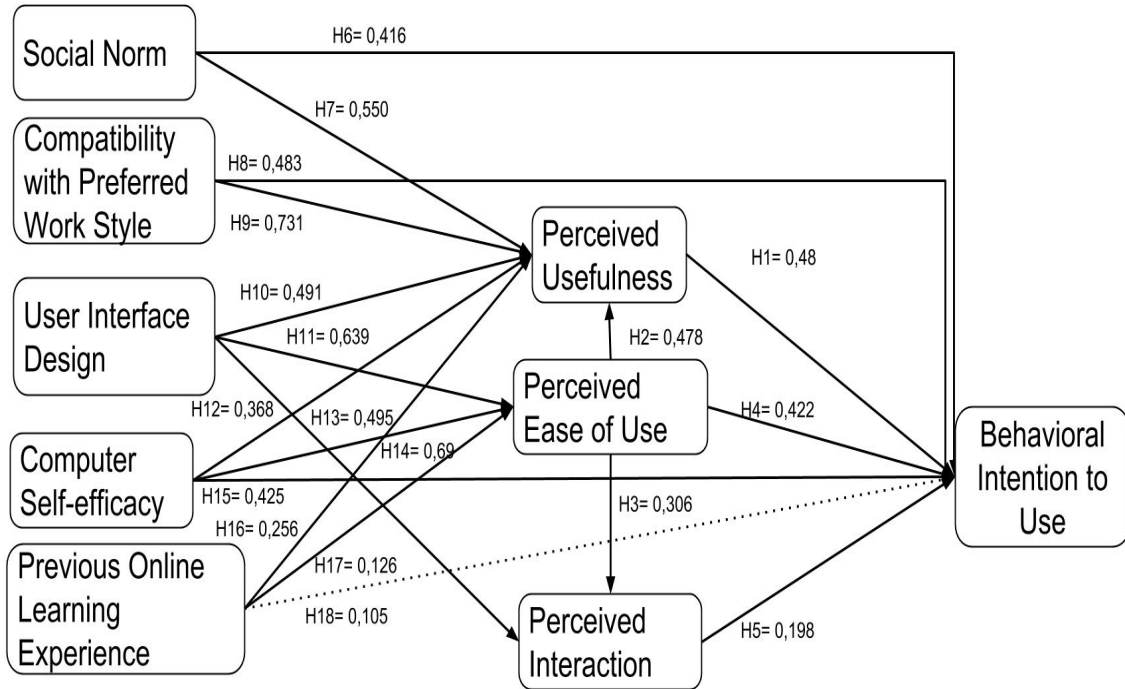 Social Norm
H6= 0,416
H7= 0,550
Compatibility
with Preferred
Work Style
H8= 0,483
H9= 0,731
Perceived
Usefulness
H1= 0,48
User Interface
Design
H10= 0,491
H11= 0,639
H2= 0,478
Perceived
Ease of Use
H12= 0,368
H13= 0,495
H14= 0,69
H4= 0,422
Behavioral
Intention to
Use
Computer
Self-efficacy
H15= 0,425
H16= 0,256
H3= 0,306
Previous Online
Learning
Experience
H17= 0,126
H18= 0,105
Perceived
Interaction
H5= 0,198